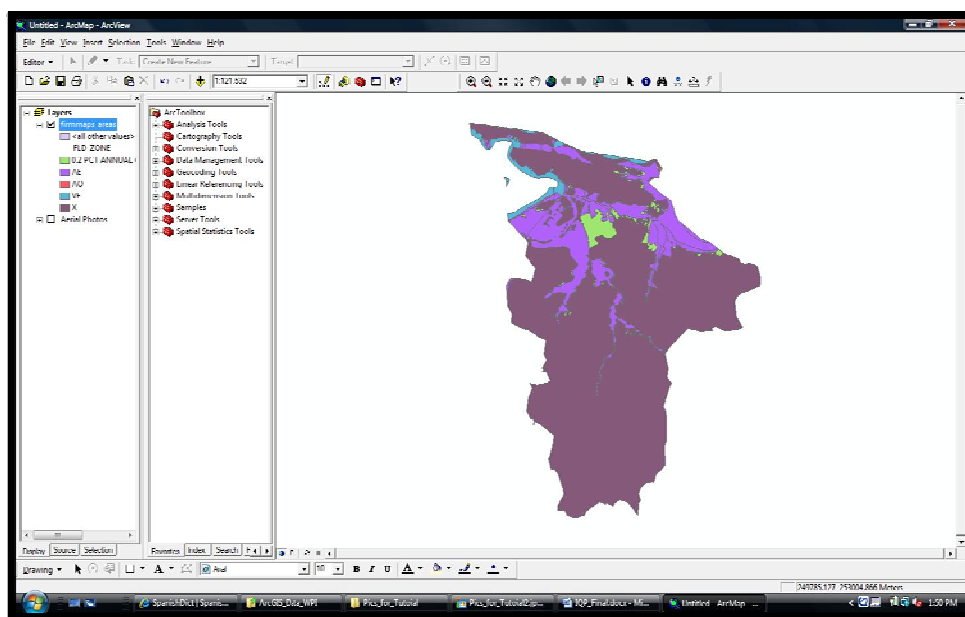 Untitled - ArcMap - ArcView
File Edit View Insert Selection Tools Window Help
Editor Task: Create New Feature Target:
1:121,632
Layers
firmmaps_areas
<all other values>
FLD_ZONE
0.2 PCT ANNUAL
AE
AO
VE
X
Aerial Photos
Display Source Selection
ArcToolbox
Analysis Tools
Cartography Tools
Conversion Tools
Data Management Tools
Geocoding Tools
Linear Referencing Tools
Multidimension Tools
Samples
Server Tools
Spatial Statistics Tools
Favorites Index Search
Drawing A Arial 10 B I U A
Meters
SpanishDict | Spanis... ArcGIS_Data_WPI Pics_for_Tutorial Pics_for_Tutorial2.jp... IQP_Final.docx - Mi... Untitled - ArcMap - ... 1:50 PM